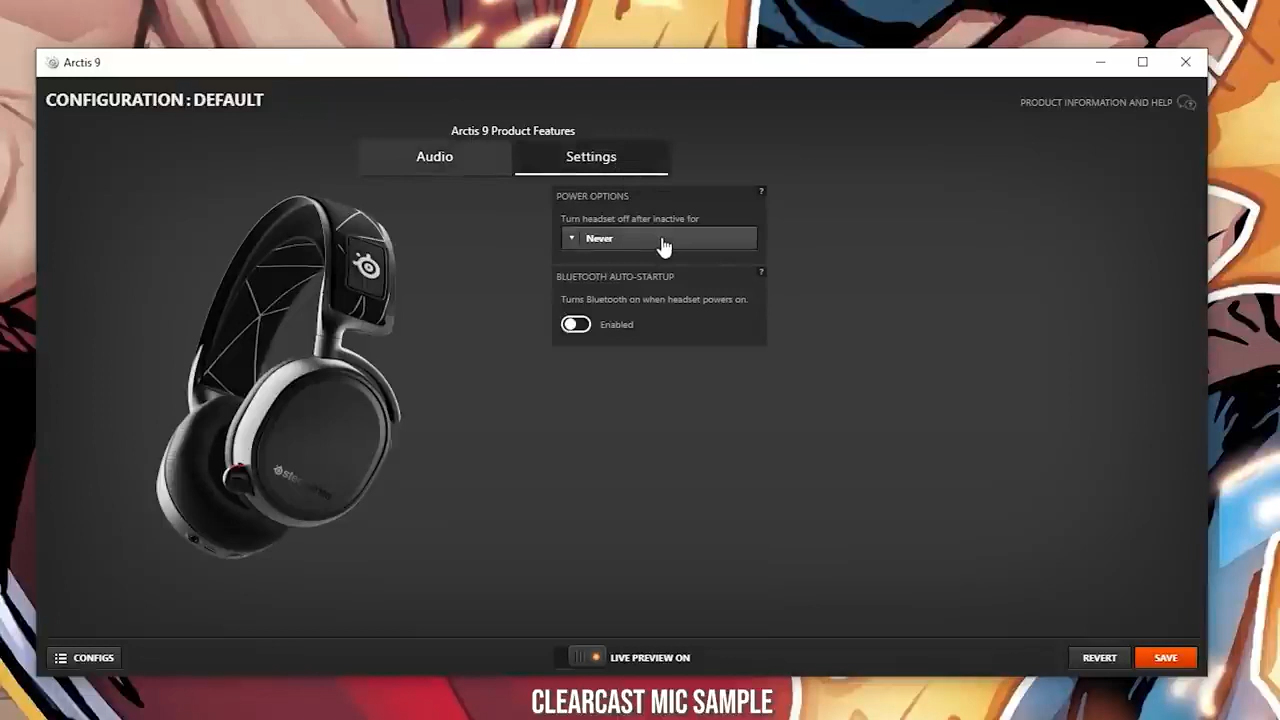 Arctis 9
CONFIGURATION : DEFAULT
PRODUCT INFORMATION AND HELP
Arctis 9 Product Features
Audio
Settings
POWER OPTIONS
?
Turn headset off after inactive for
Never
BLUETOOTH AUTO-STARTUP
?
Turns Bluetooth on when headset powers on.
Enabled
CONFIGS
LIVE PREVIEW ON
REVERT
SAVE
CLEARCAST MIC SAMPLE